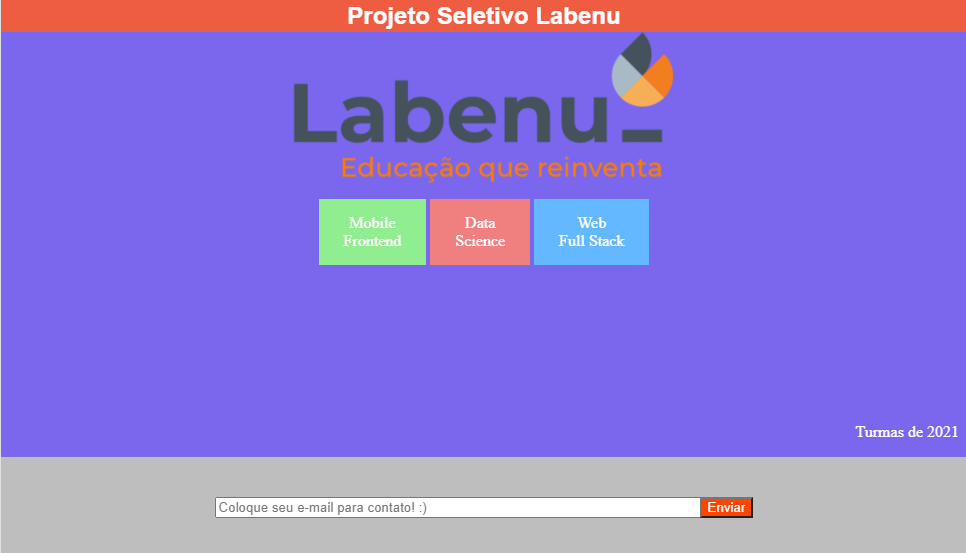 Projeto Seletivo Labenu
Labenu_
Educação que reinventa
Mobile
Frontend
Data
Science
Web
Full Stack
Turmas de 2021
Coloque seu e-mail para contato! :)
Enviar